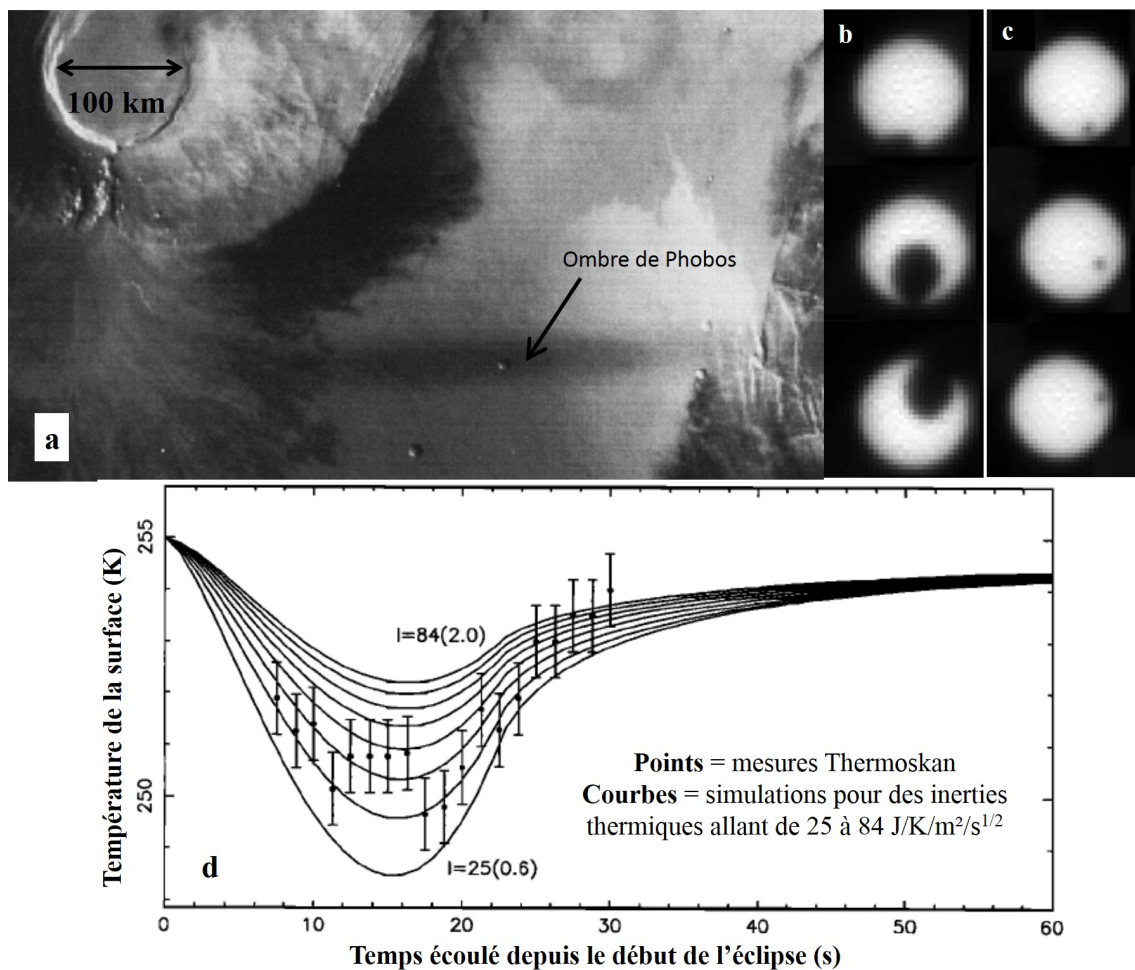 100 km
Ombre de Phobos
a
b
c
255
250
Température de la surface (K)
I=84(2.0)
I=25(0.6)
Points = mesures Thermoskan
Courbes = simulations pour des inerties
thermiques allant de 25 à 84 J/K/m²/s¹/²
d
0 10 20 30 40 50 60
Temps écoulé depuis le début de l'éclipse (s)